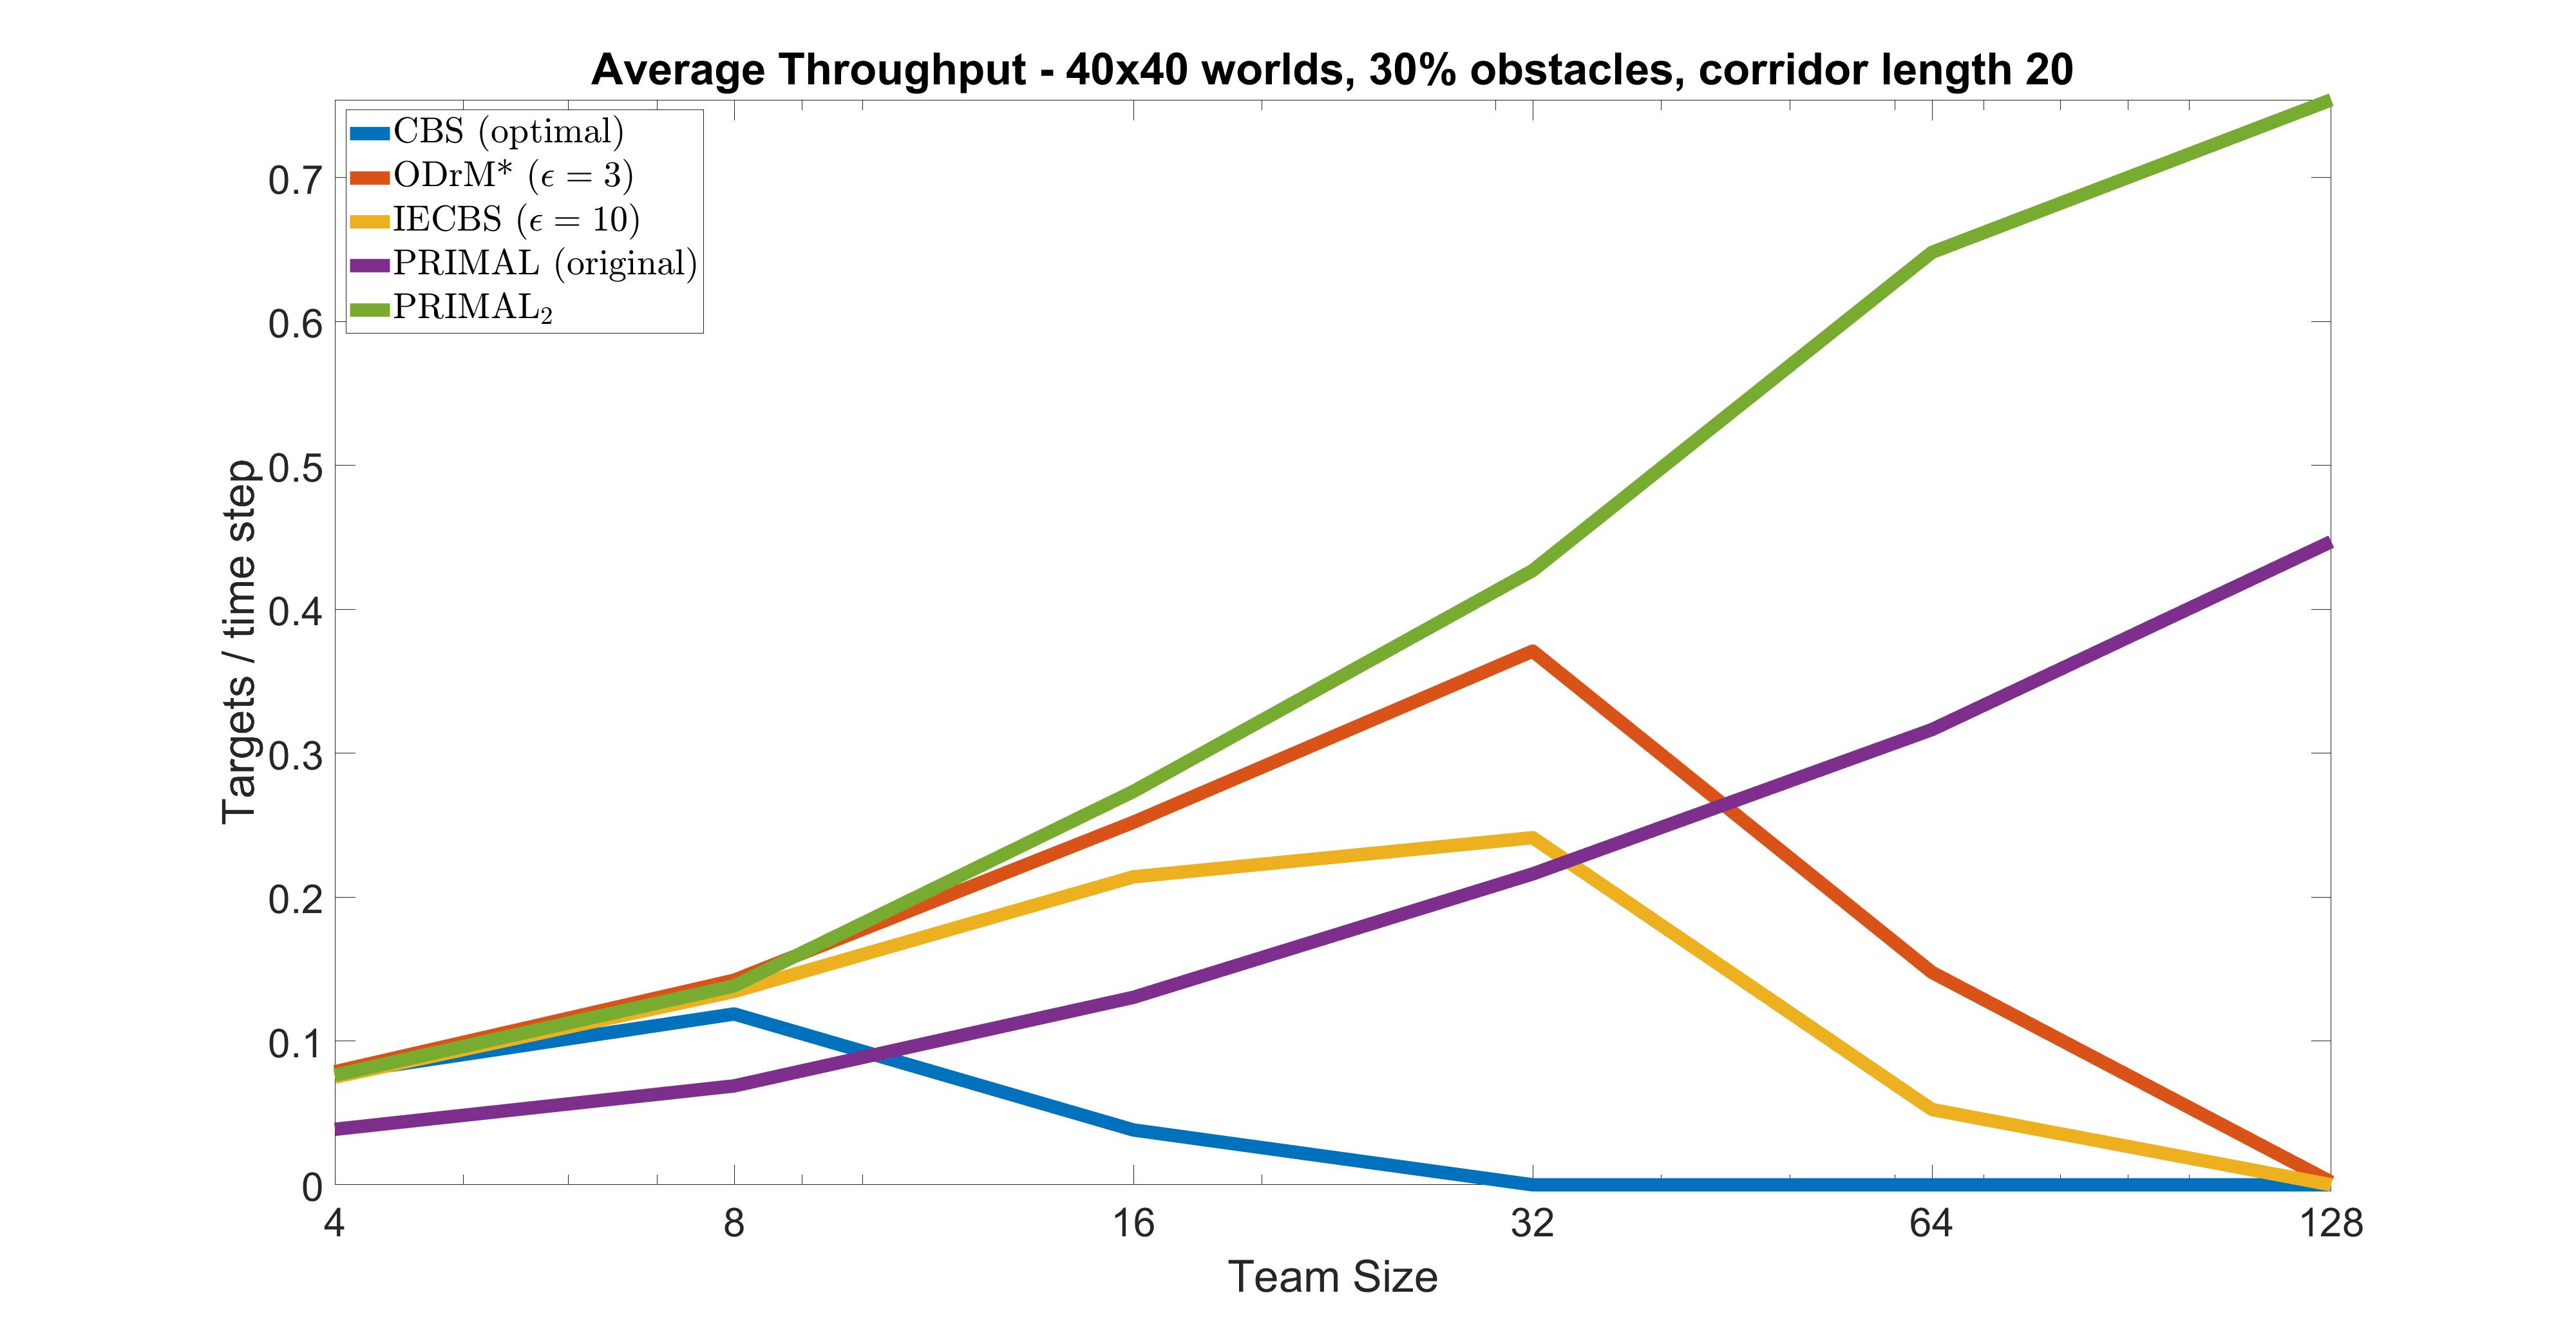 Average Throughput - 40x40 worlds, 30% obstacles, corridor length 20
CBS (optimal)
ODrM* (ϵ = 3)
IECBS (ϵ = 10)
PRIMAL (original)
PRIMAL₂
Targets / time step
0.7
0.6
0.5
0.4
0.3
0.2
0.1
0
4 8 16 32 64 128
Team Size